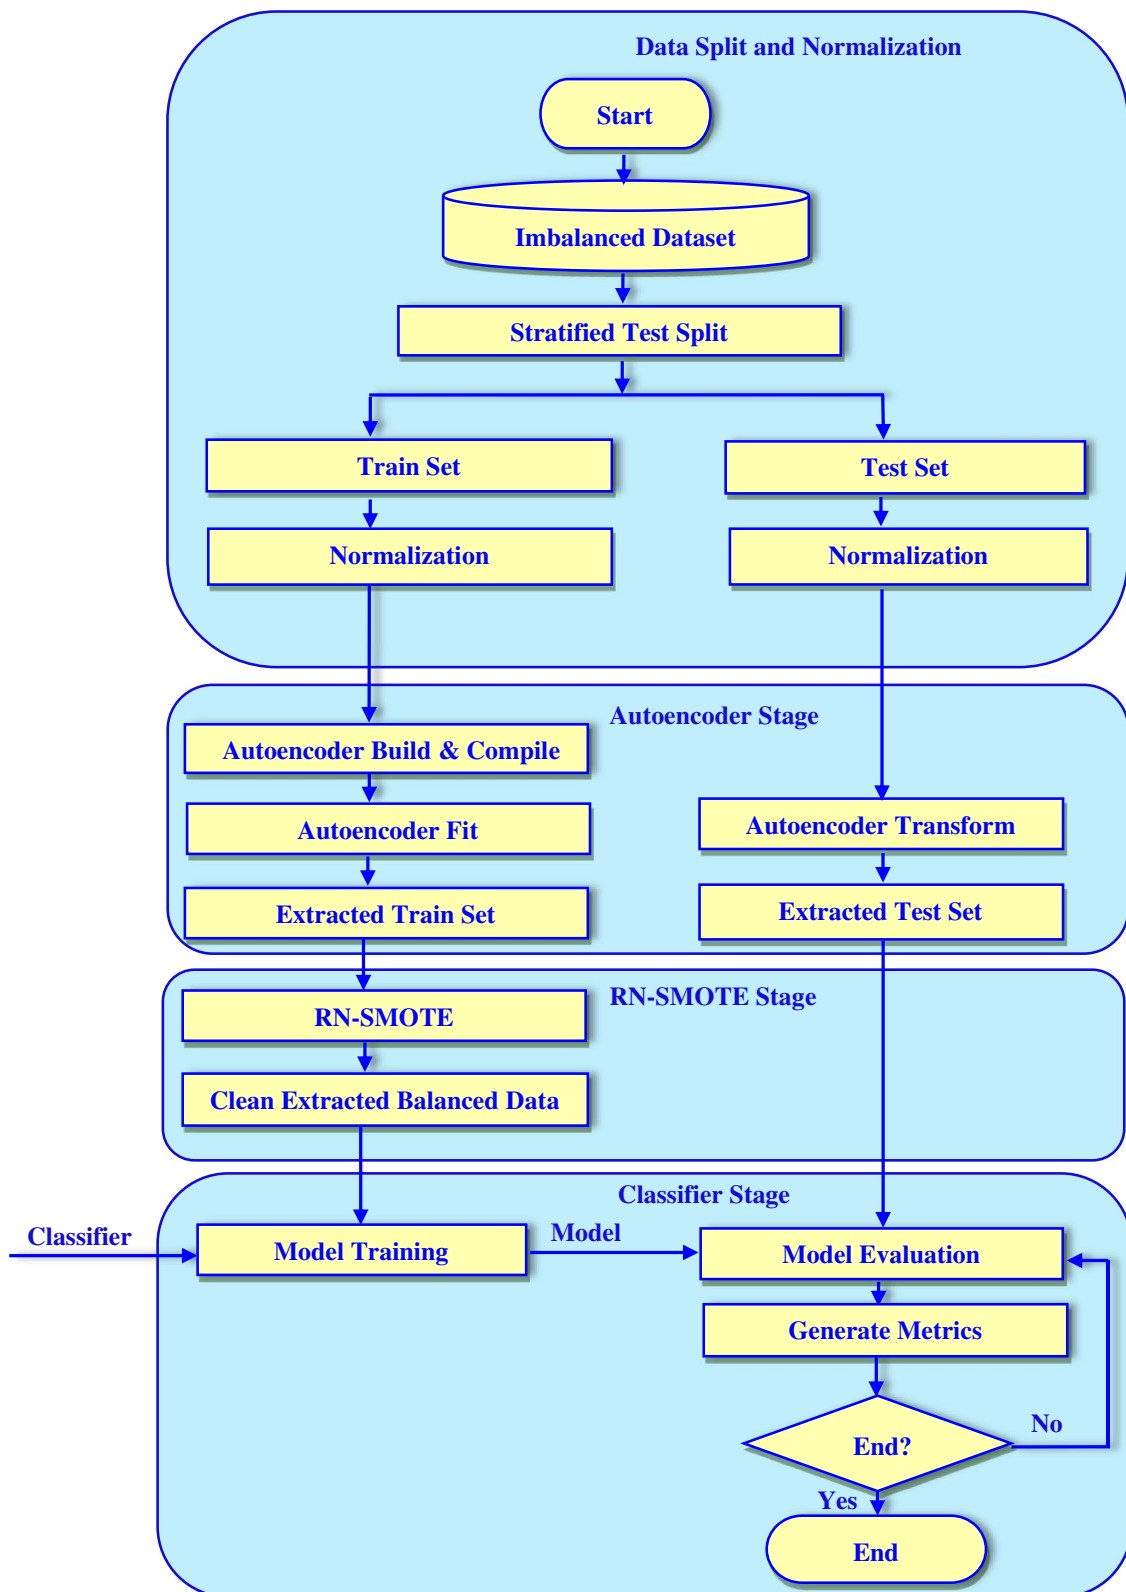 Data Split and Normalization
Start
Imbalanced Dataset
Stratified Test Split
Train Set
Test Set
Normalization
Normalization
Autoencoder Stage
Autoencoder Build & Compile
Autoencoder Fit
Autoencoder Transform
Extracted Train Set
Extracted Test Set
RN-SMOTE Stage
RN-SMOTE
Clean Extracted Balanced Data
Classifier Stage
Classifier
Model Training
Model
Model Evaluation
Generate Metrics
End?
No
Yes
End